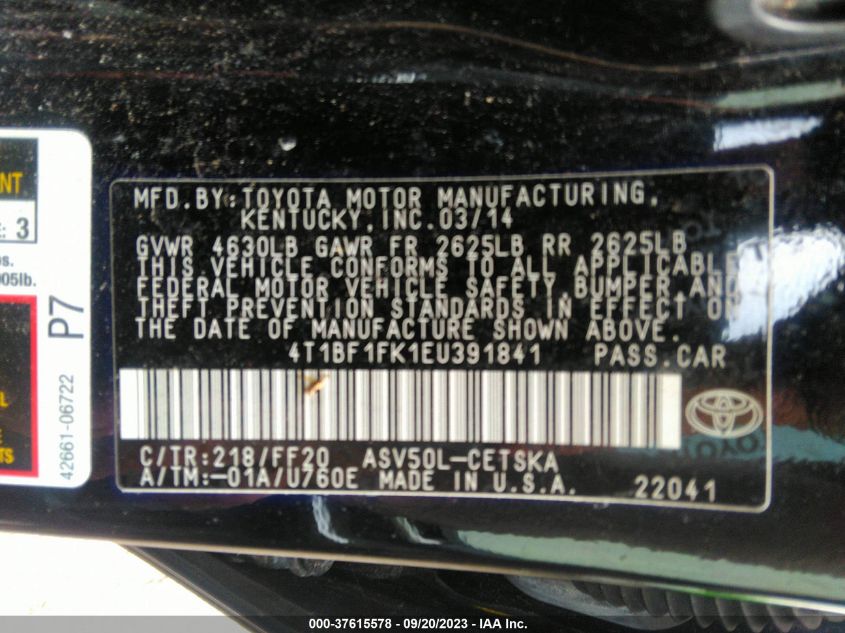 NT
: 3
s.
005lb.
L
E
TS
P7
42661-06722
MFD.BY:TOYOTA MOTOR MANUFACTURING,
KENTUCKY,INC.03/14
GVWR 4630LB GAWR FR 2625LB RR 2625LB
THIS VEHICLE CONFORMS TO ALL APPLICABLE
FEDERAL MOTOR VEHICLE SAFETY,BUMPER,AND
THEFT PREVENTION STANDARDS IN EFFECT ON
THE DATE OF MANUFACTURE SHOWN ABOVE.
4T1BF1FK1EU391841 PASS.CAR
C/TR:218/FF20 ASV50L-CETSKA
A/TM:-01A/U760E MADE IN U.S.A. 22041
000-37615578 - 09/20/2023 - IAA Inc.